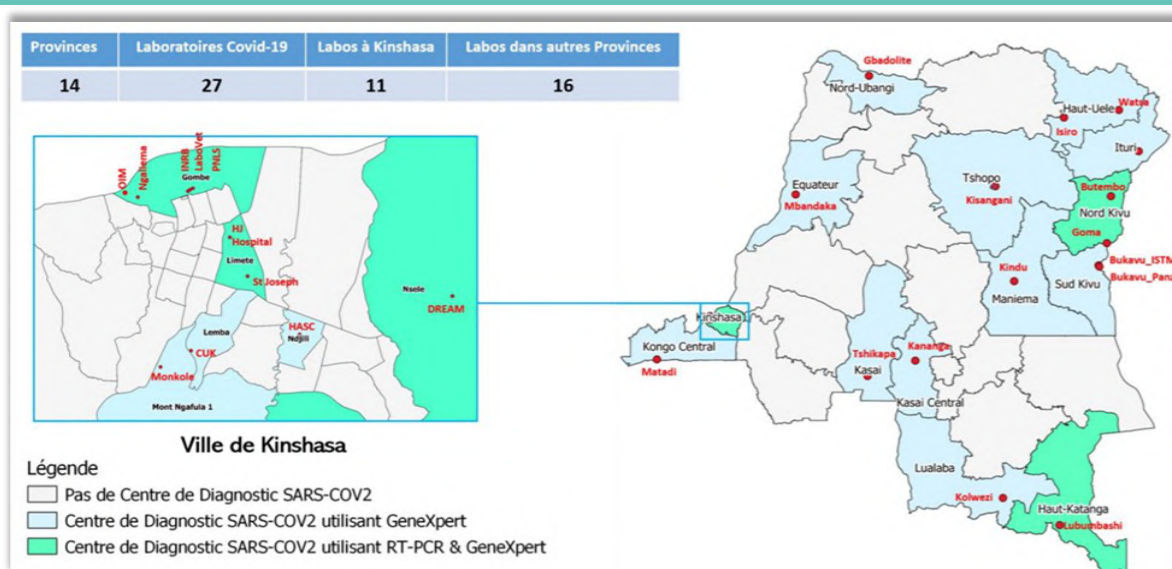 Provinces Laboratoires Covid-19 Labos à Kinshasa Labos dans autres Provinces
14 27 11 16
OIM
Ngaliema
INRB
LaboVet
PNLS
Gombe
HJ
Hospital
Limete
St Joseph
Nsele
DREAM
Lemba
HASC
Ndjili
CUK
Monkole
Mont Ngafula 1
Ville de Kinshasa
Légende
Pas de Centre de Diagnostic SARS-COV2
Centre de Diagnostic SARS-COV2 utilisant GeneXpert
Centre de Diagnostic SARS-COV2 utilisant RT-PCR & GeneXpert
Gbadolite
Nord-Ubangi
Haut-Uele
Watsa
Isiro
Ituri
Equateur
Mbandaka
Tshopo
Kisangani
Butembo
Nord Kivu
Goma
Bukavu_ISTM
Bukavu_Panz
Kindu
Maniema
Sud Kivu
Kinshasa1
Kongo Central
Matadi
Tshikapa
Kasai
Kananga
Kasai Central
Lualaba
Kolwezi
Haut-Katanga
Lubumbashi